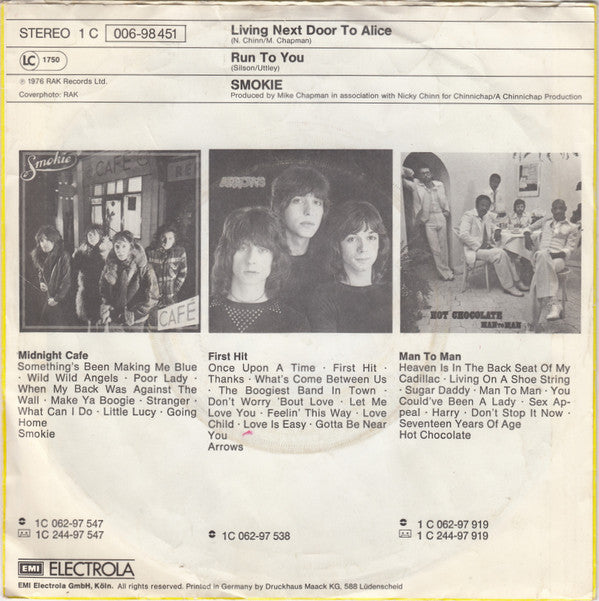 STEREO 1 C 006-98 451
Living Next Door To Alice
(N. Chinn/M. Chapman)
LC 1750
Run To You
(Silson/Uttley)
℗ 1976 RAK Records Ltd.
Coverphoto: RAK
SMOKIE
Produced by Mike Chapman in association with Nicky Chinn for Chinnichap/A Chinnichap Production
Smokie
CAFE
CAFÉ
ARROWS
HOT CHOCOLATE
MAN TO MAN
Midnight Cafe
Something's Been Making Me Blue
· Wild Wild Angels · Poor Lady ·
When My Back Was Against The
Wall · Make Ya Boogie · Stranger ·
What Can I Do · Little Lucy · Going
Home
Smokie
First Hit
Once Upon A Time · First Hit ·
Thanks · What's Come Between Us
· The Boogiest Band In Town ·
Don't Worry 'Bout Love · Let Me
Love You · Feelin' This Way · Love
Child · Love Is Easy · Gotta Be Near
You
Arrows
Man To Man
Heaven Is In The Back Seat Of My
Cadillac · Living On A Shoe String
· Sugar Daddy · Man To Man · You
Could've Been A Lady · Sex Ap-
peal · Harry · Don't Stop It Now ·
Seventeen Years Of Age
Hot Chocolate
1C 062-97 547
1C 244-97 547
1C 062-97 538
1 C 062-97 919
1 C 244-97 919
EMI ELECTROLA
EMI Electrola GmbH, Köln. All rights reserved. Printed in Germany by Druckhaus Maack KG, 588 Lüdenscheid